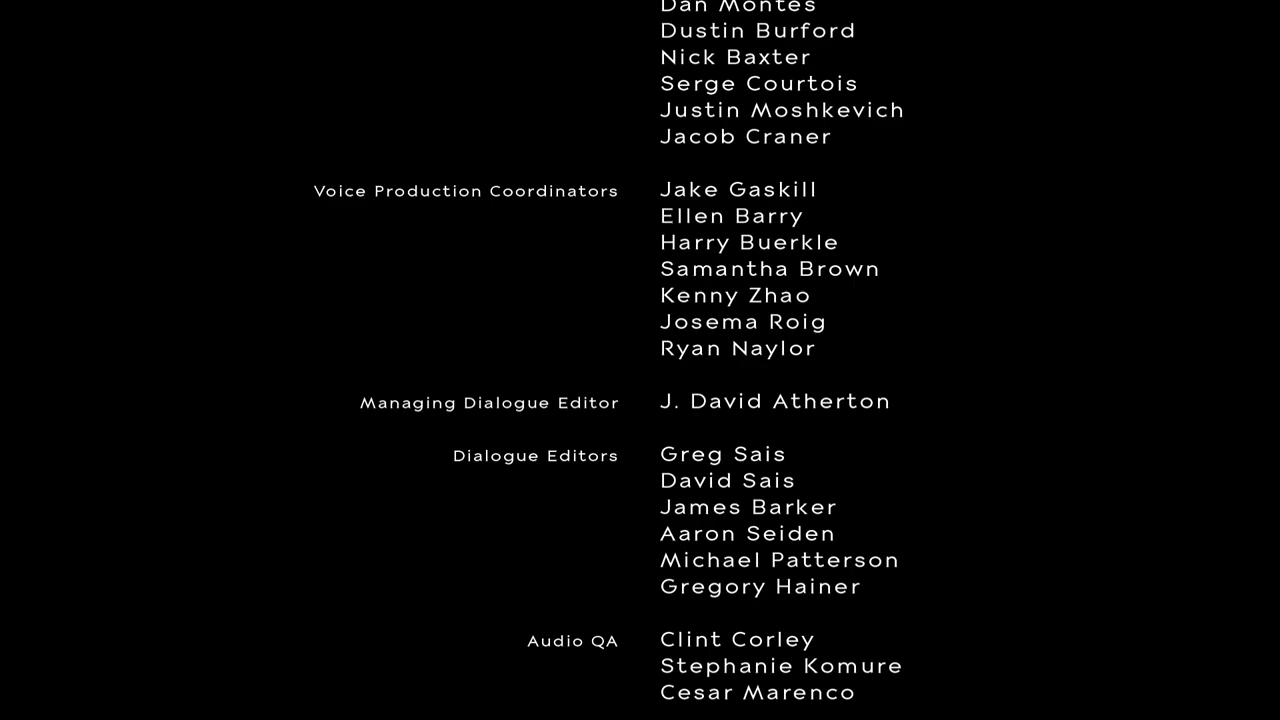 Dan Montes
Dustin Burford
Nick Baxter
Serge Courtois
Justin Moshkevich
Jacob Craner
Voice Production Coordinators Jake Gaskill
Ellen Barry
Harry Buerkle
Samantha Brown
Kenny Zhao
Josema Roig
Ryan Naylor
Managing Dialogue Editor J. David Atherton
Dialogue Editors Greg Sais
David Sais
James Barker
Aaron Seiden
Michael Patterson
Gregory Hainer
Audio QA Clint Corley
Stephanie Komure
Cesar Marenco